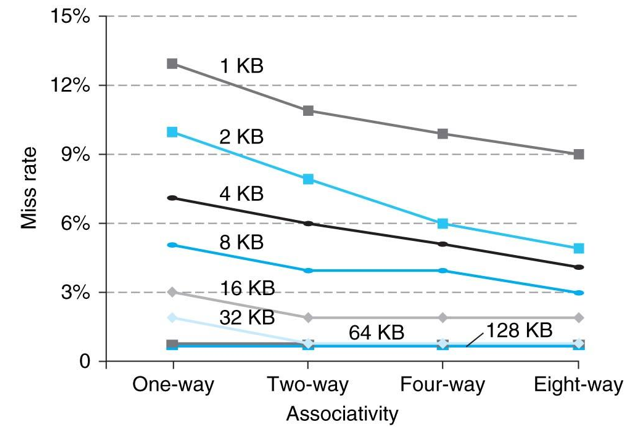 15%
1 KB
12%
2 KB
9%
Miss rate
4 KB
6%
8 KB
16 KB
3%
32 KB
64 KB
128 KB
0
One-way
Two-way
Four-way
Eight-way
Associativity